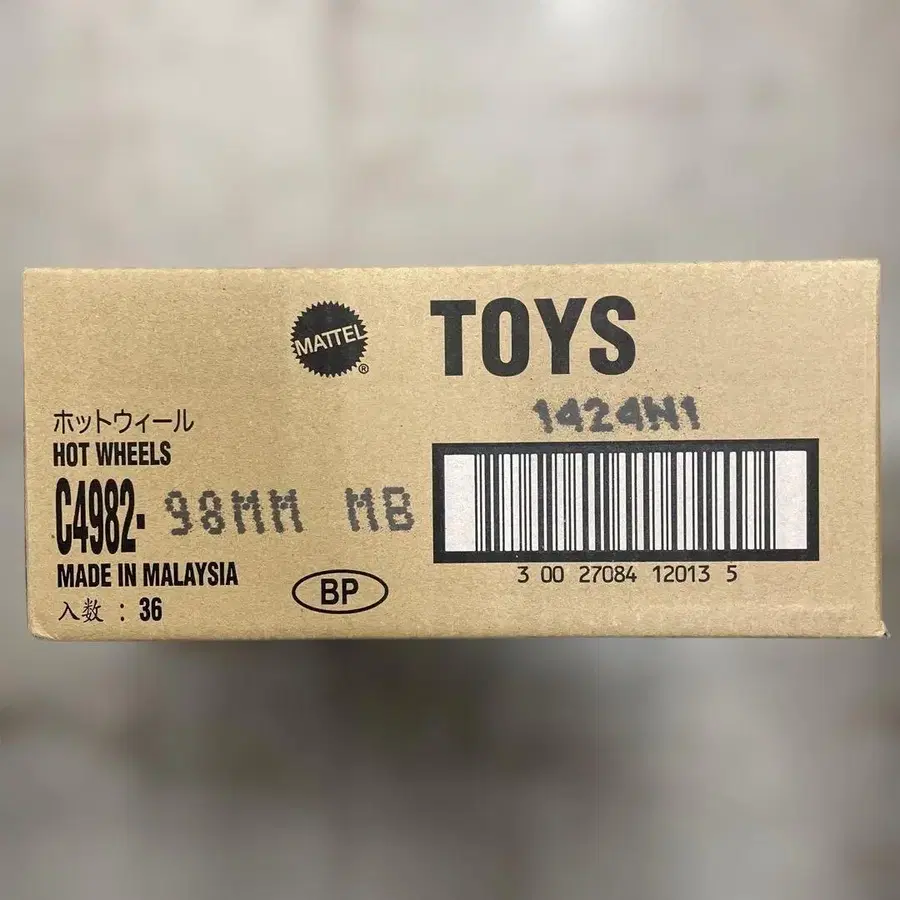 MATTEL®
TOYS
1424N1
ホットウィール
HOT WHEELS
C4982- 98MM MB
MADE IN MALAYSIA
入数 : 36
BP
3 00 27084 12013 5